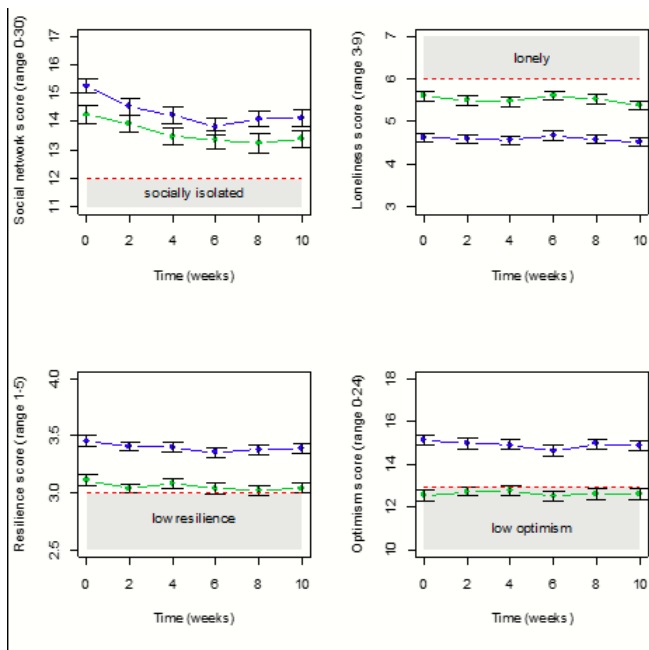 Social network score (range 0-30)
17
16
15
14
13
12
11
socially isolated
0 2 4 6 8 10
Time (weeks)
Loneliness score (range 3-9)
7
6
5
4
3
lonely
0 2 4 6 8 10
Time (weeks)
Resilience score (range 1-5)
4.0
3.5
3.0
2.5
low resilience
0 2 4 6 8 10
Time (weeks)
Optimism score (range 0-24)
18
16
14
12
10
low optimism
0 2 4 6 8 10
Time (weeks)